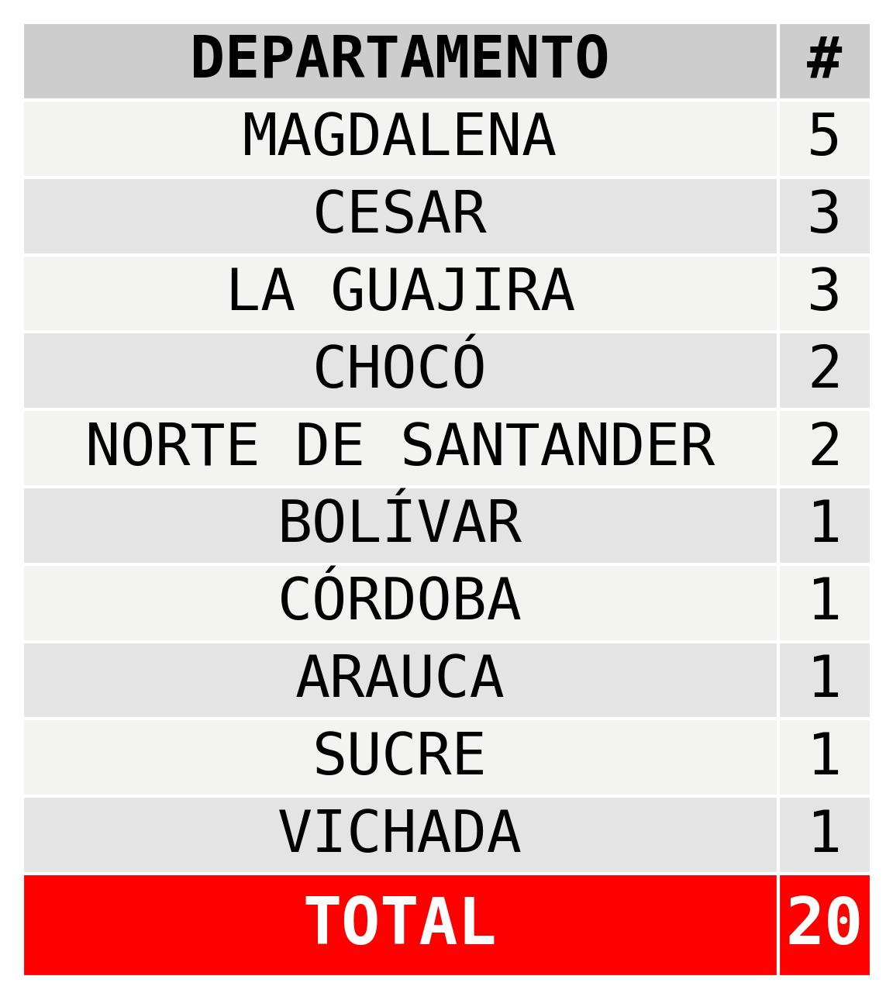 DEPARTAMENTO #
MAGDALENA 5
CESAR 3
LA GUAJIRA 3
CHOCÓ 2
NORTE DE SANTANDER 2
BOLÍVAR 1
CÓRDOBA 1
ARAUCA 1
SUCRE 1
VICHADA 1
TOTAL 20